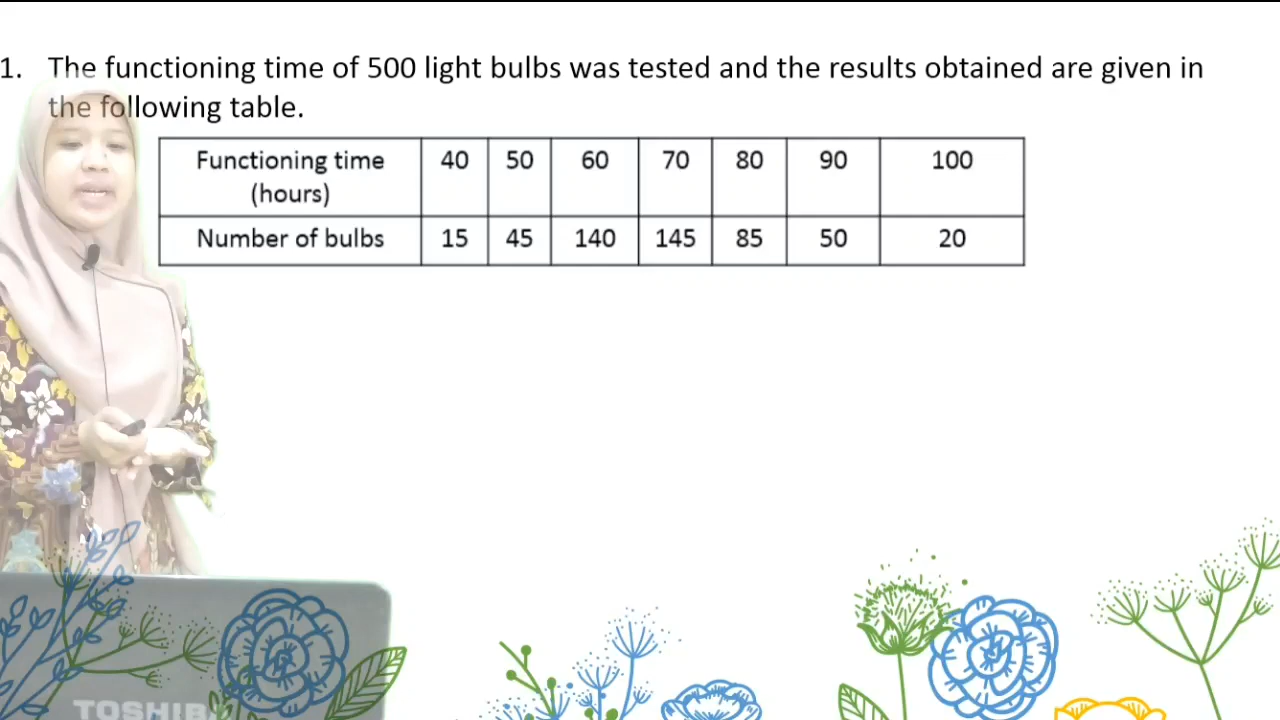 1. The functioning time of 500 light bulbs was tested and the results obtained are given in
the following table.
Functioning time (hours) 40 50 60 70 80 90 100
Number of bulbs 15 45 140 145 85 50 20
TOSHIB